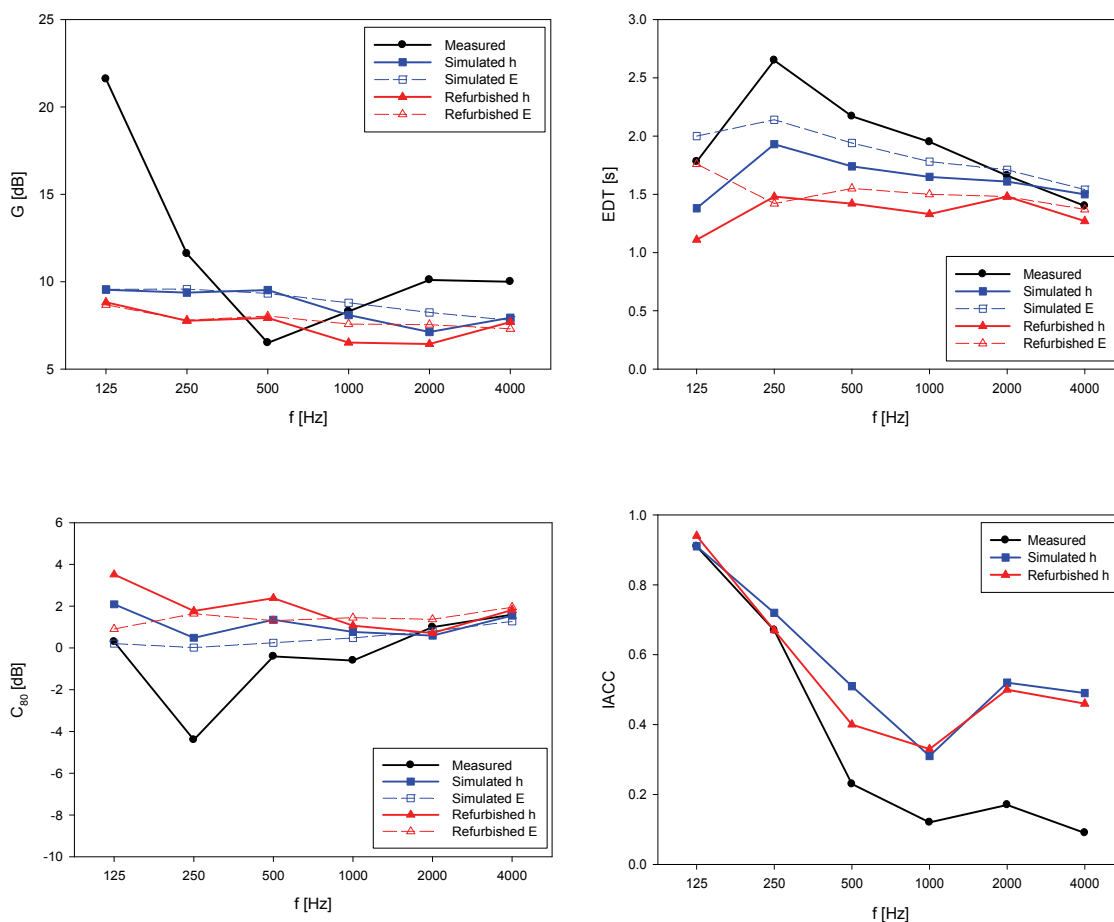 25
20
15
10
5
G [dB]
125 250 500 1000 2000 4000
f [Hz]
Measured
Simulated h
Simulated E
Refurbished h
Refurbished E
3.0
2.5
2.0
1.5
1.0
0.5
0.0
EDT [s]
125 250 500 1000 2000 4000
f [Hz]
Measured
Simulated h
Simulated E
Refurbished h
Refurbished E
6
4
2
0
-2
-4
-6
-8
-10
C80 [dB]
125 250 500 1000 2000 4000
f [Hz]
Measured
Simulated h
Simulated E
Refurbished h
Refurbished E
1.0
0.8
0.6
0.4
0.2
0.0
IACC
125 250 500 1000 2000 4000
f [Hz]
Measured
Simulated h
Refurbished h